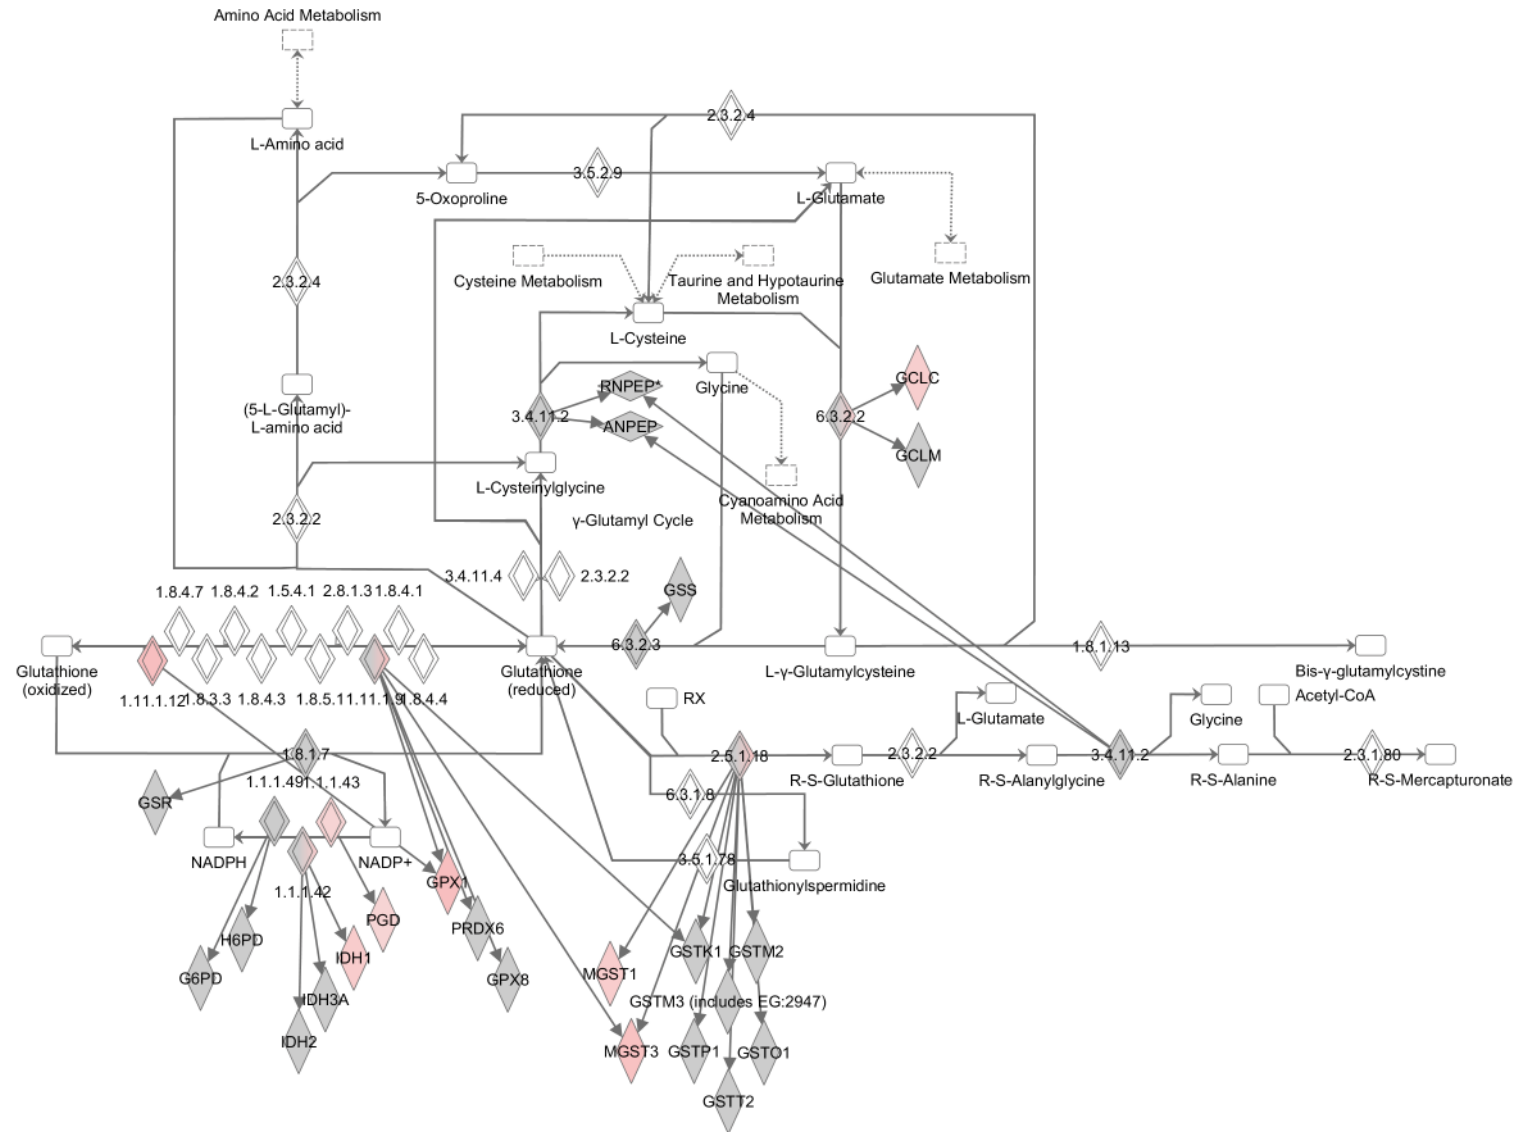 Amino Acid Metabolism
2.3.2.4
L-Amino acid
3.5.2.9
5-Oxoproline
L-Glutamate
2.3.2.4
Cysteine Metabolism
Taurine and Hypotaurine
Metabolism
Glutamate Metabolism
L-Cysteine
GCLC
RNPEP*
Glycine
(5-L-Glutamyl)-
L-amino acid
3.4.11.2
ANPEP
6.3.2.2
GCLM
L-Cysteinylglycine
Cyanoamino Acid
Metabolism
2.3.2.2
γ-Glutamyl Cycle
3.4.11.4
2.3.2.2
1.8.4.7
1.8.4.2
1.5.4.1
2.8.1.3
1.8.4.1
GSS
6.3.2.3
1.8.1.13
Glutathione
(oxidized)
Glutathione
(reduced)
L-γ-Glutamylcysteine
Bis-γ-glutamylcystine
1.11.1.12
1.8.3.3
1.8.4.3
1.8.5.1
1.11.1.9
1.8.4.4
RX
L-Glutamate
Glycine
Acetyl-CoA
1.8.1.7
2.5.1.18
2.3.2.2
3.4.11.2
2.3.1.80
1.1.1.49
1.1.1.43
R-S-Glutathione
R-S-Alanylglycine
R-S-Alanine
R-S-Mercapturonate
GSR
6.3.1.8
NADPH
NADP+
3.5.1.78
1.1.1.42
GPX1
Glutathionylspermidine
PGD
H6PD
PRDX6
IDH1
GSTK1
GSTM2
G6PD
GPX8
MGST1
IDH3A
GSTM3 (includes EG:2947)
IDH2
MGST3
GSTP1
GSTO1
GSTT2